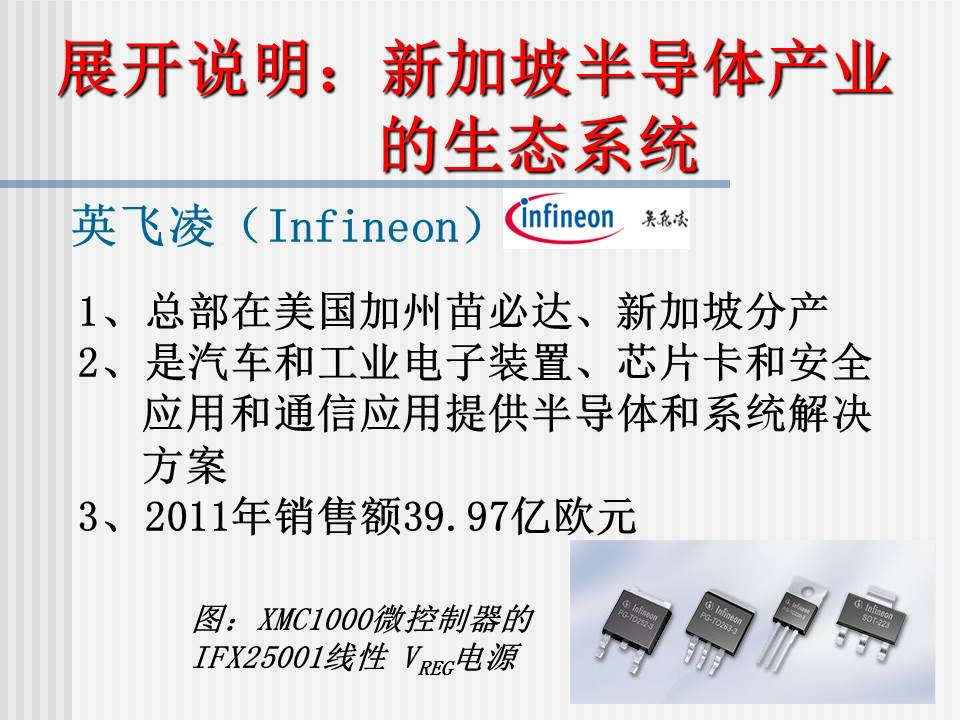 展开说明：新加坡半导体产业
的生态系统
英飞凌（Infineon）
infineon 英飞凌
1、总部在美国加州苗必达、新加坡分产
2、是汽车和工业电子装置、芯片卡和安全
应用和通信应用提供半导体和系统解决
方案
3、2011年销售额39.97亿欧元
图：XMC1000微控制器的
IFX25001线性 VREG电源
Infineon
PG-TO252-3
Infineon
PG-TO263-3
Infineon
Infineon
SOT-223